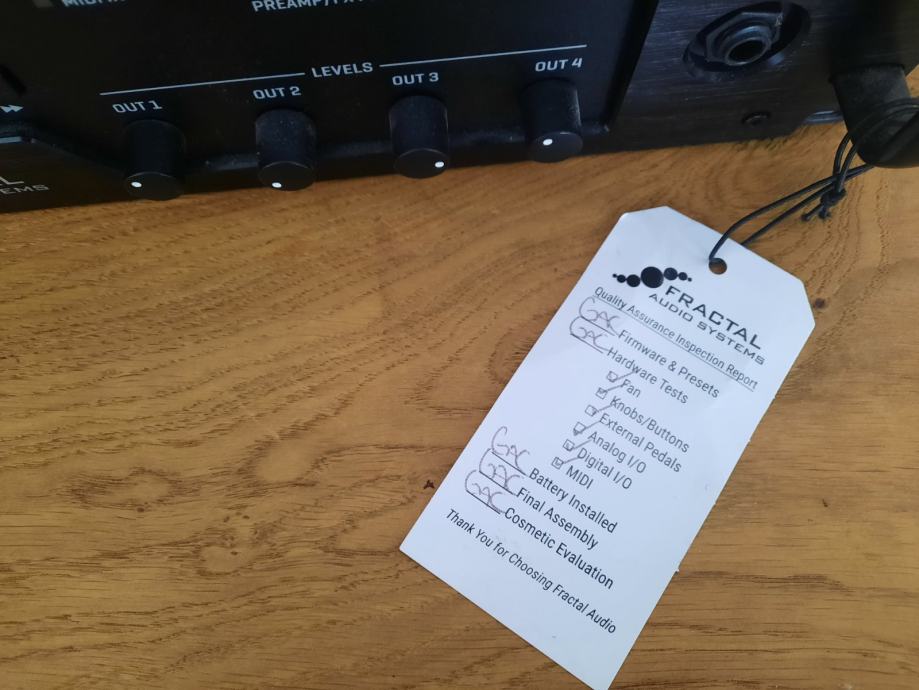 LEVELS
OUT 1
OUT 2
OUT 3
OUT 4
FRACTAL
AUDIO SYSTEMS
Quality Assurance Inspection Report
GAC Firmware & Presets
GAC Hardware Tests
Fan
Knobs/Buttons
External Pedals
Analog I/O
Digital I/O
MIDI
GAC Battery Installed
GAC Final Assembly
GAC Cosmetic Evaluation
Thank You for Choosing Fractal Audio